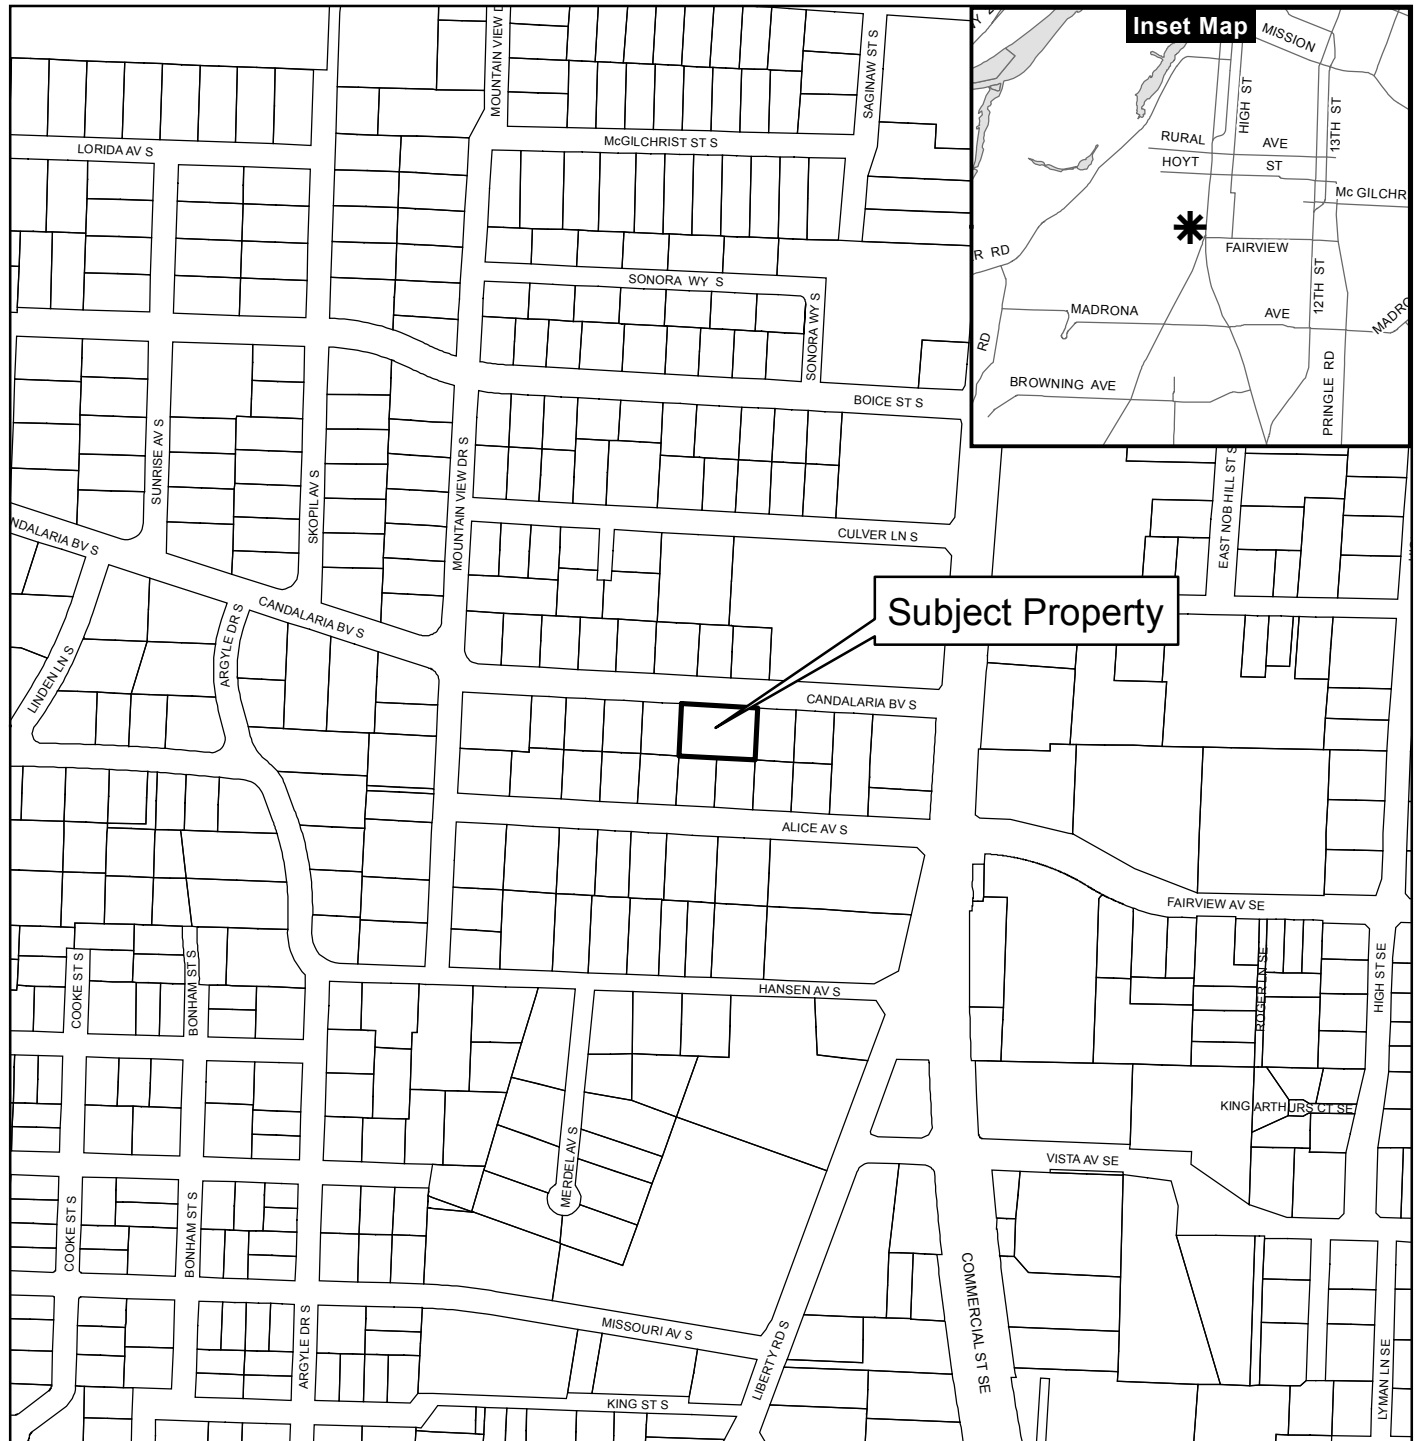 Inset Map
MISSION
HIGH ST
13TH ST
RURAL AVE
HOYT ST
Mc GILCHR
FAIRVIEW
R RD
12TH ST
MADRONA AVE
MADRO
RD
BROWNING AVE
PRINGLE RD
MOUNTAIN VIEW D
SAGINAW ST S
LORIDA AV S
McGILCHRIST ST S
SONORA WY S
SONORA WY S
BOICE ST S
SUNRISE AV S
SKOPIL AV S
MOUNTAIN VIEW DR S
EAST NOB HILL ST S
NDALARIA BV S
CULVER LN S
Subject Property
CANDALARIA BV S
ARGYLE DR S
LINDEN LN S
CANDALARIA BV S
ALICE AV S
FAIRVIEW AV SE
COOKE ST S
BONHAM ST S
HANSEN AV S
ROGER LN SE
HIGH ST SE
KING ARTHURS CT SE
MERDEL AV S
VISTA AV SE
COOKE ST S
BONHAM ST S
COMMERCIAL ST SE
ARGYLE DR S
MISSOURI AV S
LIBERTY RD S
LYMAN LN SE
KING ST S